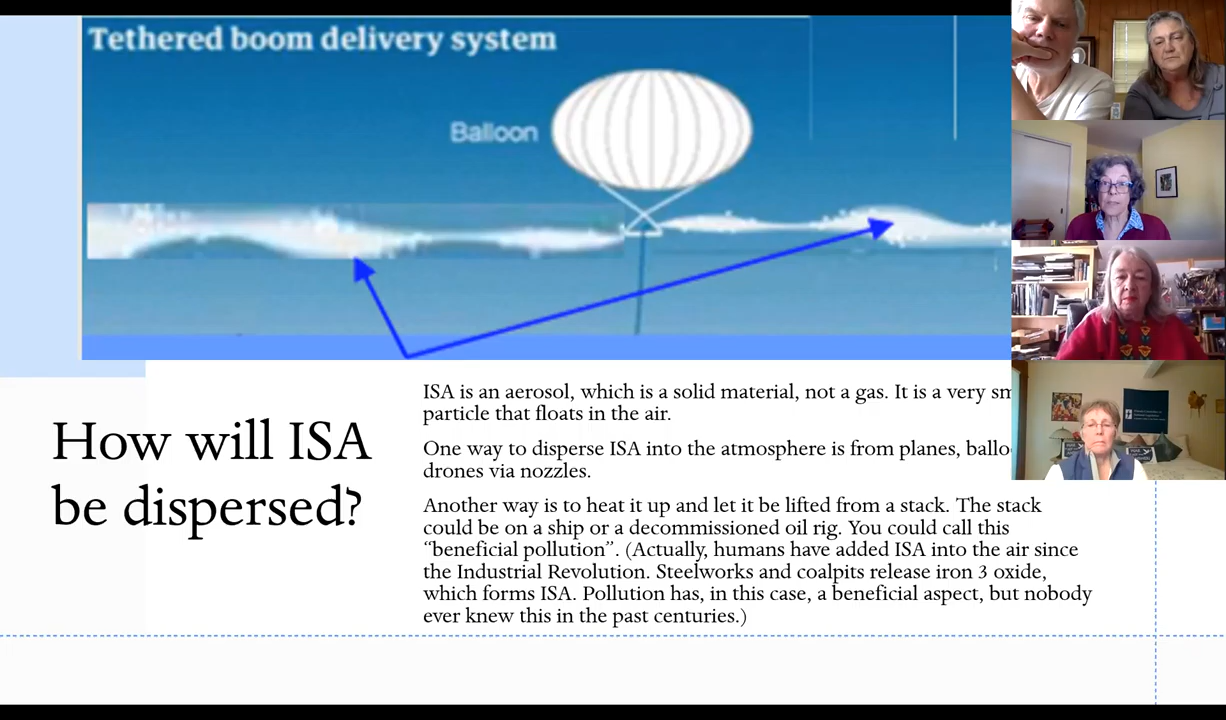 Tethered boom delivery system
Balloon
How will ISA
be dispersed?
ISA is an aerosol, which is a solid material, not a gas. It is a very
particle that floats in the air.
One way to disperse ISA into the atmosphere is from planes,
drones via nozzles.
Another way is to heat it up and let it be lifted from a stack. The stack
could be on a ship or a decommissioned oil rig. You could call this
“beneficial pollution”. (Actually, humans have added ISA into the air since
the Industrial Revolution. Steelworks and coalpits release iron 3 oxide,
which forms ISA. Pollution has, in this case, a beneficial aspect, but nobody
ever knew this in the past centuries.)